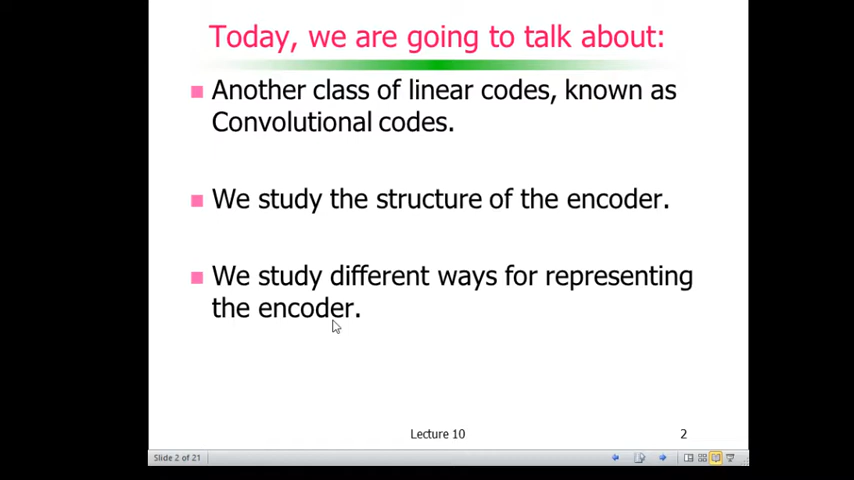 Today, we are going to talk about:
Another class of linear codes, known as
Convolutional codes.
We study the structure of the encoder.
We study different ways for representing
the encoder.
Lecture 10
2
Slide 2 of 21